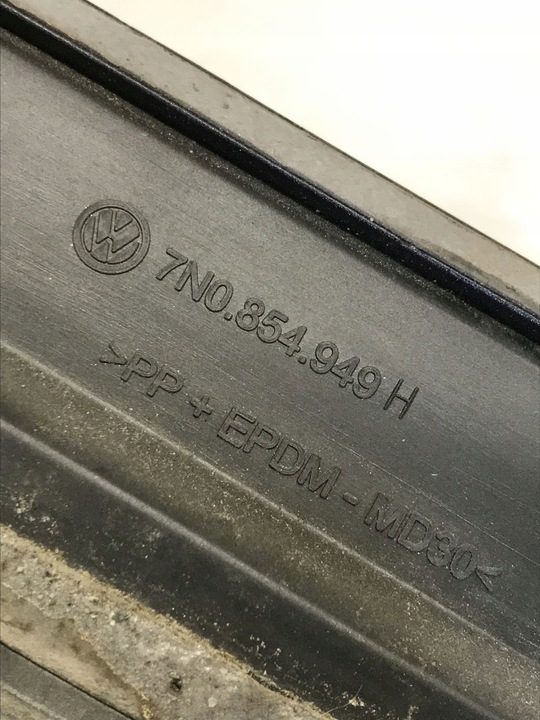 7N0.854.949 H
>PP + EPDM - MD30<